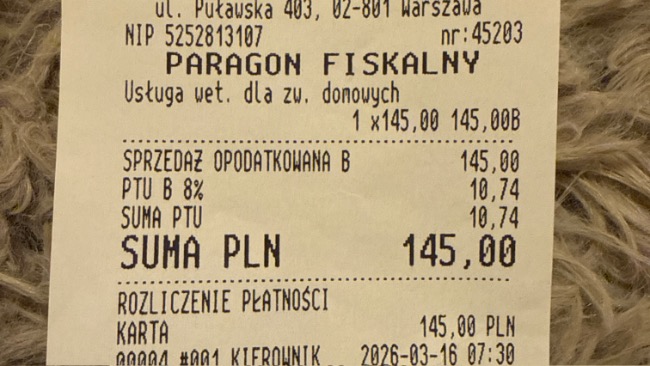 ul. Puławska 403, 02-801 Warszawa
NIP 5252813107 nr:45203
PARAGON FISKALNY
Usługa wet. dla zw. domowych
1 x145,00 145,00B
SPRZEDAŻ OPODATKOWANA B 145,00
PTU B 8% 10,74
SUMA PTU 10,74
SUMA PLN 145,00
ROZLICZENIE PŁATNOŚCI
KARTA 145,00 PLN
00004 #001 KIEROWNIK 2026-03-16 07:30